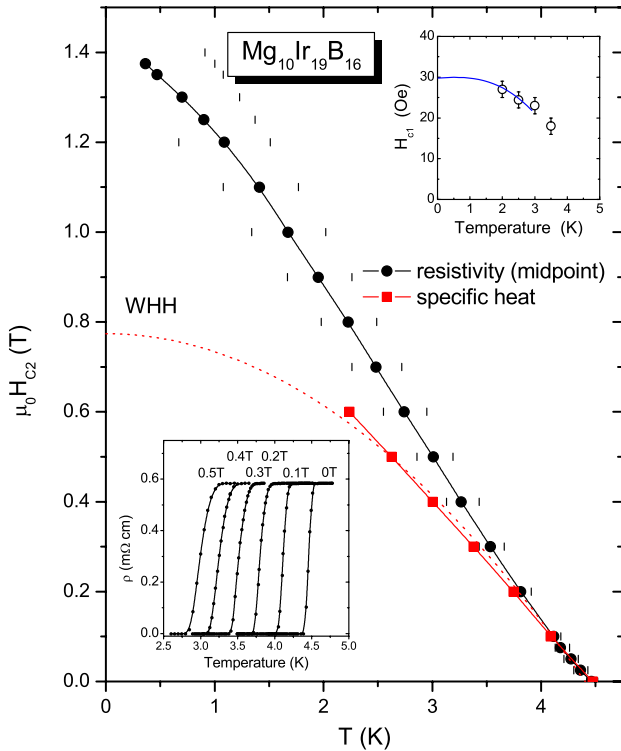 Mg10Ir19B16
1.4
1.2
1.0
0.8
0.6
0.4
0.2
0.0
μ0HC2 (T)
0
1
2
3
4
T (K)
WHH
resistivity (midpoint)
specific heat
40
30
20
10
0
Hc1 (Oe)
0 1 2 3 4 5
Temperature (K)
0.4T 0.2T
0.5T 0.3T 0.1T 0T
0.6
0.4
0.2
0.0
ρ (mΩ cm)
2.5 3.0 3.5 4.0 4.5 5.0
Temperature (K)